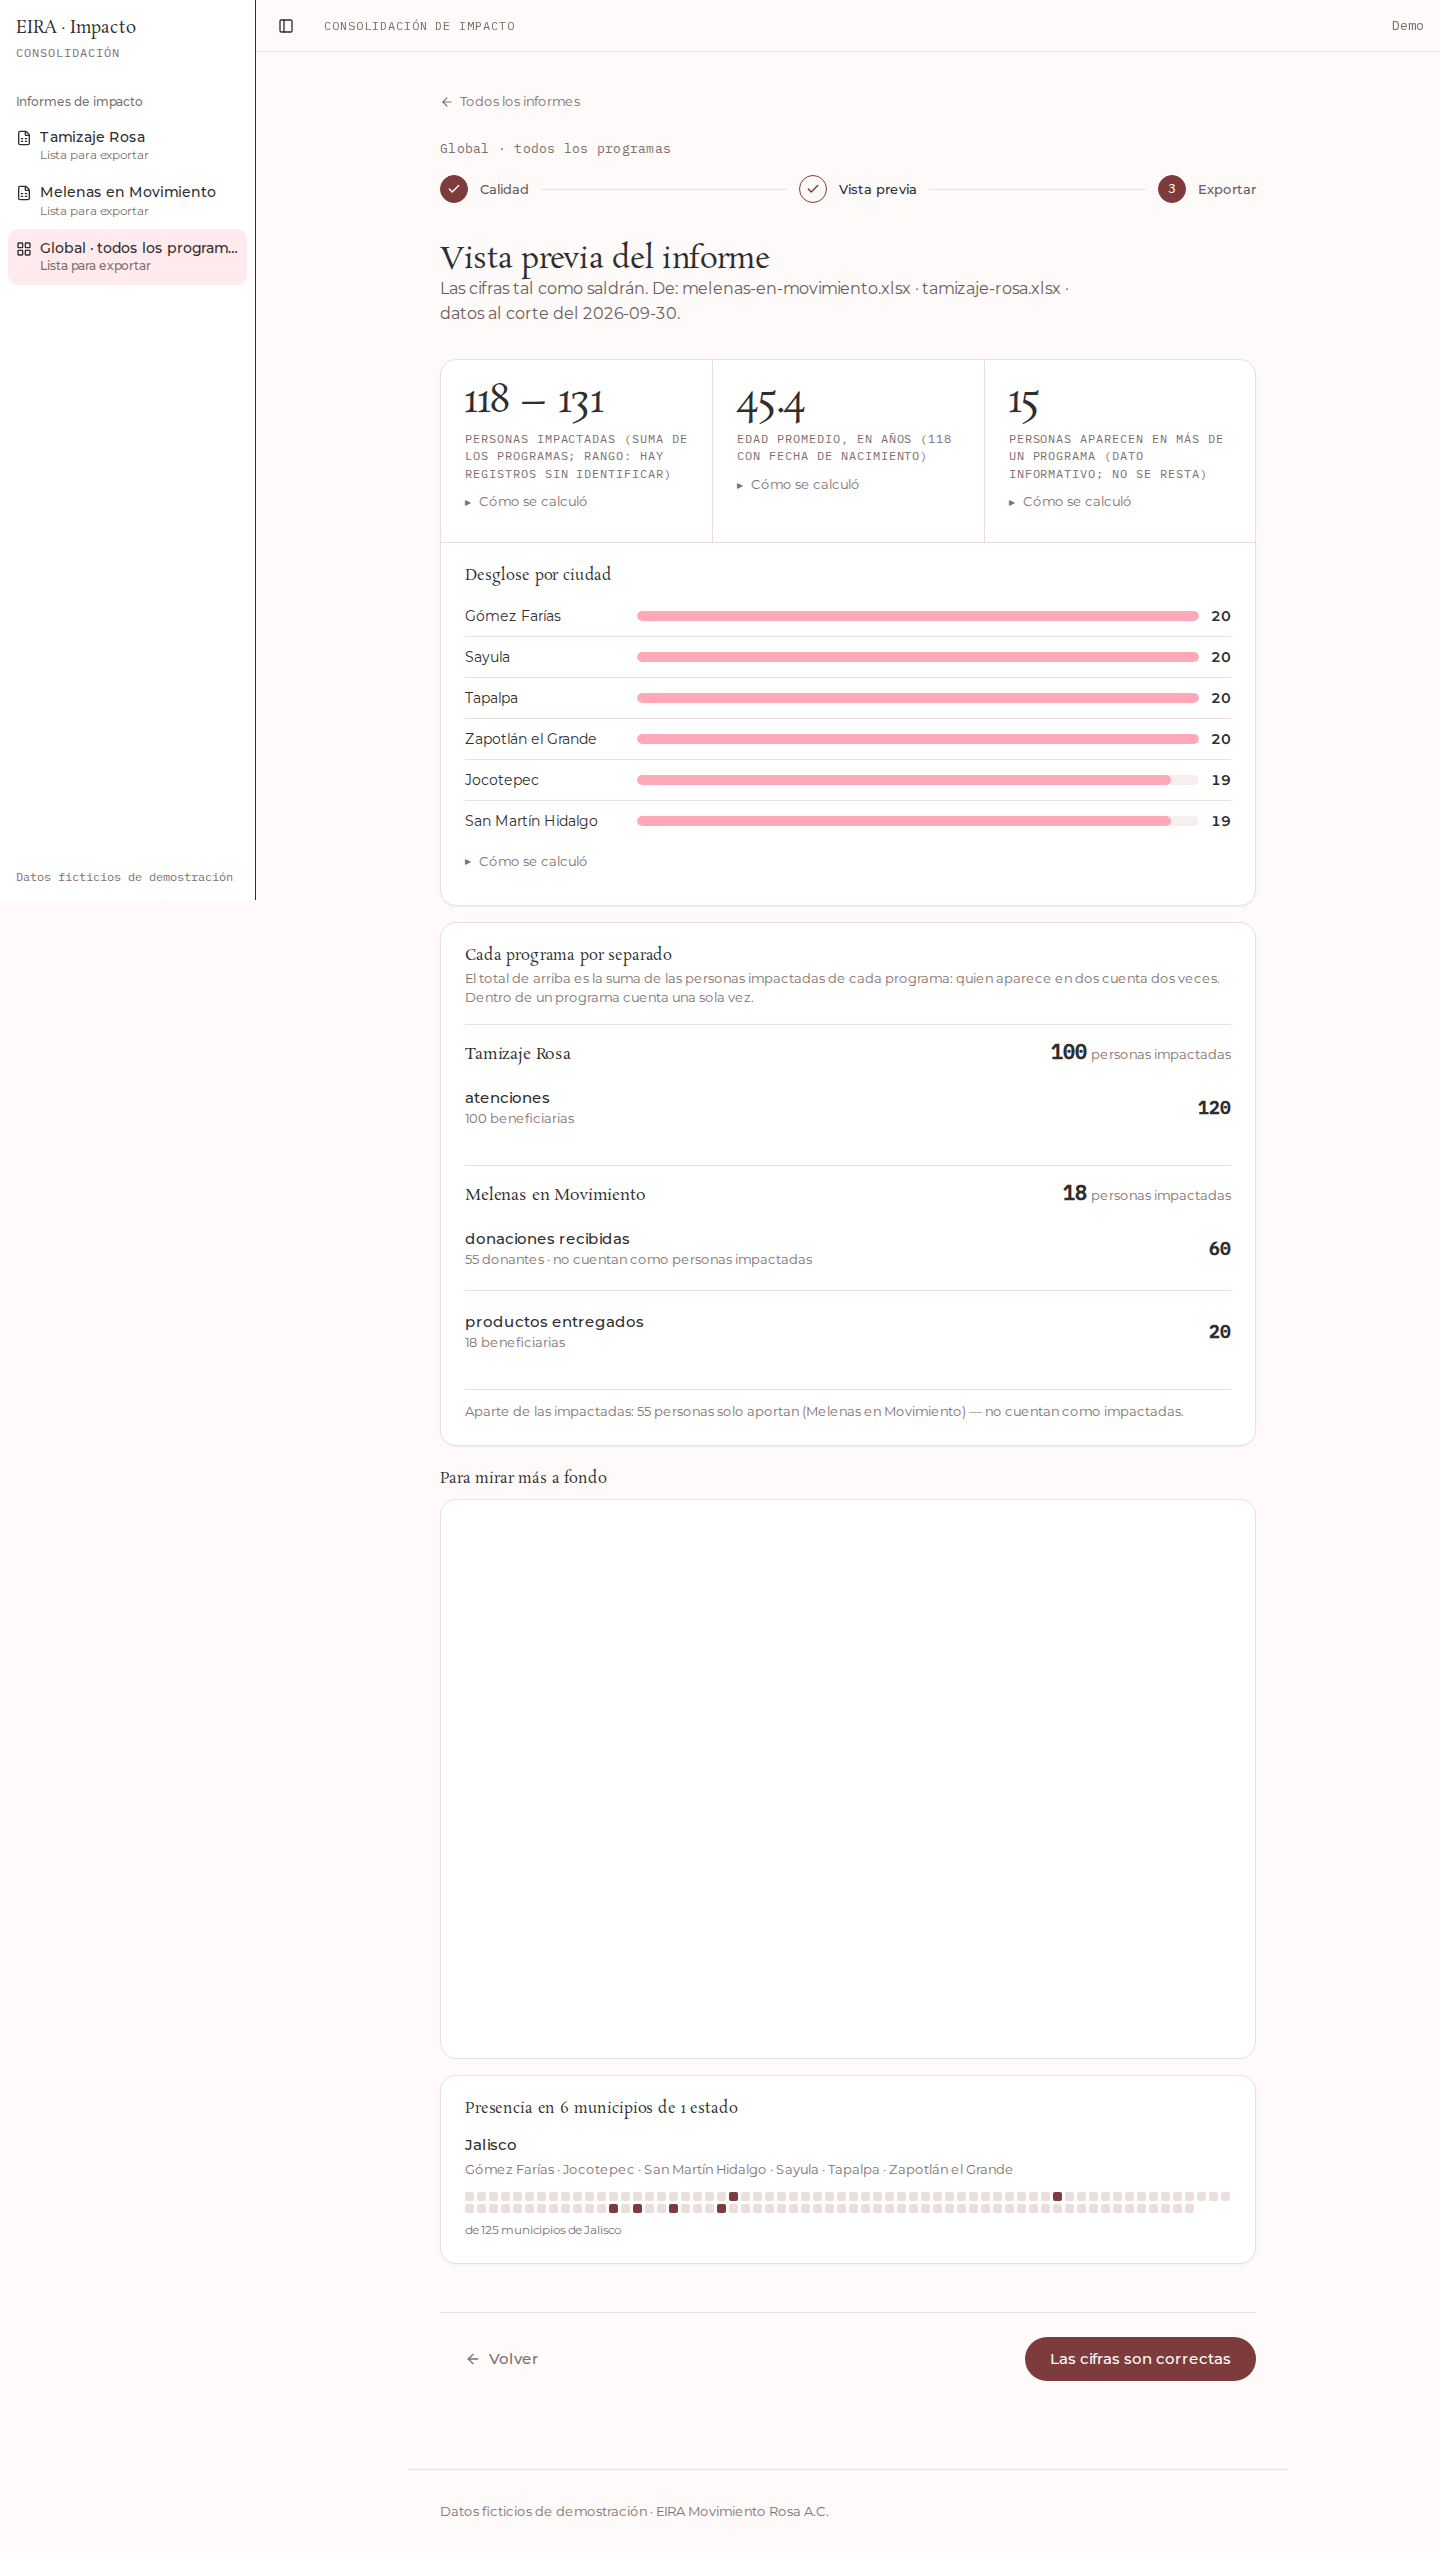 EIRA · Impacto
CONSOLIDACIÓN
Informes de impacto
Tamizaje Rosa
Lista para exportar
Melenas en Movimiento
Lista para exportar
Global · todos los program...
Lista para exportar
Datos ficticios de demostración
CONSOLIDACIÓN DE IMPACTO
Demo
← Todos los informes
Global · todos los programas
Calidad
Vista previa
3 Exportar
Vista previa del informe
Las cifras tal como saldrán. De: melenas-en-movimiento.xlsx · tamizaje-rosa.xlsx ·
datos al corte del 2026-09-30.
118 – 131
PERSONAS IMPACTADAS (SUMA DE
LOS PROGRAMAS; RANGO: HAY
REGISTROS SIN IDENTIFICAR)
▸ Cómo se calculó
45.4
EDAD PROMEDIO, EN AÑOS (118
CON FECHA DE NACIMIENTO)
▸ Cómo se calculó
15
PERSONAS APARECEN EN MÁS DE
UN PROGRAMA (DATO
INFORMATIVO; NO SE RESTA)
▸ Cómo se calculó
Desglose por ciudad
Gómez Farías 20
Sayula 20
Tapalpa 20
Zapotlán el Grande 20
Jocotepec 19
San Martín Hidalgo 19
▸ Cómo se calculó
Cada programa por separado
El total de arriba es la suma de las personas impactadas de cada programa: quien aparece en dos cuenta dos veces.
Dentro de un programa cuenta una sola vez.
Tamizaje Rosa 100 personas impactadas
atenciones
100 beneficiarias
120
Melenas en Movimiento 18 personas impactadas
donaciones recibidas
55 donantes · no cuentan como personas impactadas
60
productos entregados
18 beneficiarias
20
Aparte de las impactadas: 55 personas solo aportan (Melenas en Movimiento) — no cuentan como impactadas.
Para mirar más a fondo
Presencia en 6 municipios de 1 estado
Jalisco
Gómez Farías · Jocotepec · San Martín Hidalgo · Sayula · Tapalpa · Zapotlán el Grande
de 125 municipios de Jalisco
← Volver
Las cifras son correctas
Datos ficticios de demostración · EIRA Movimiento Rosa A.C.